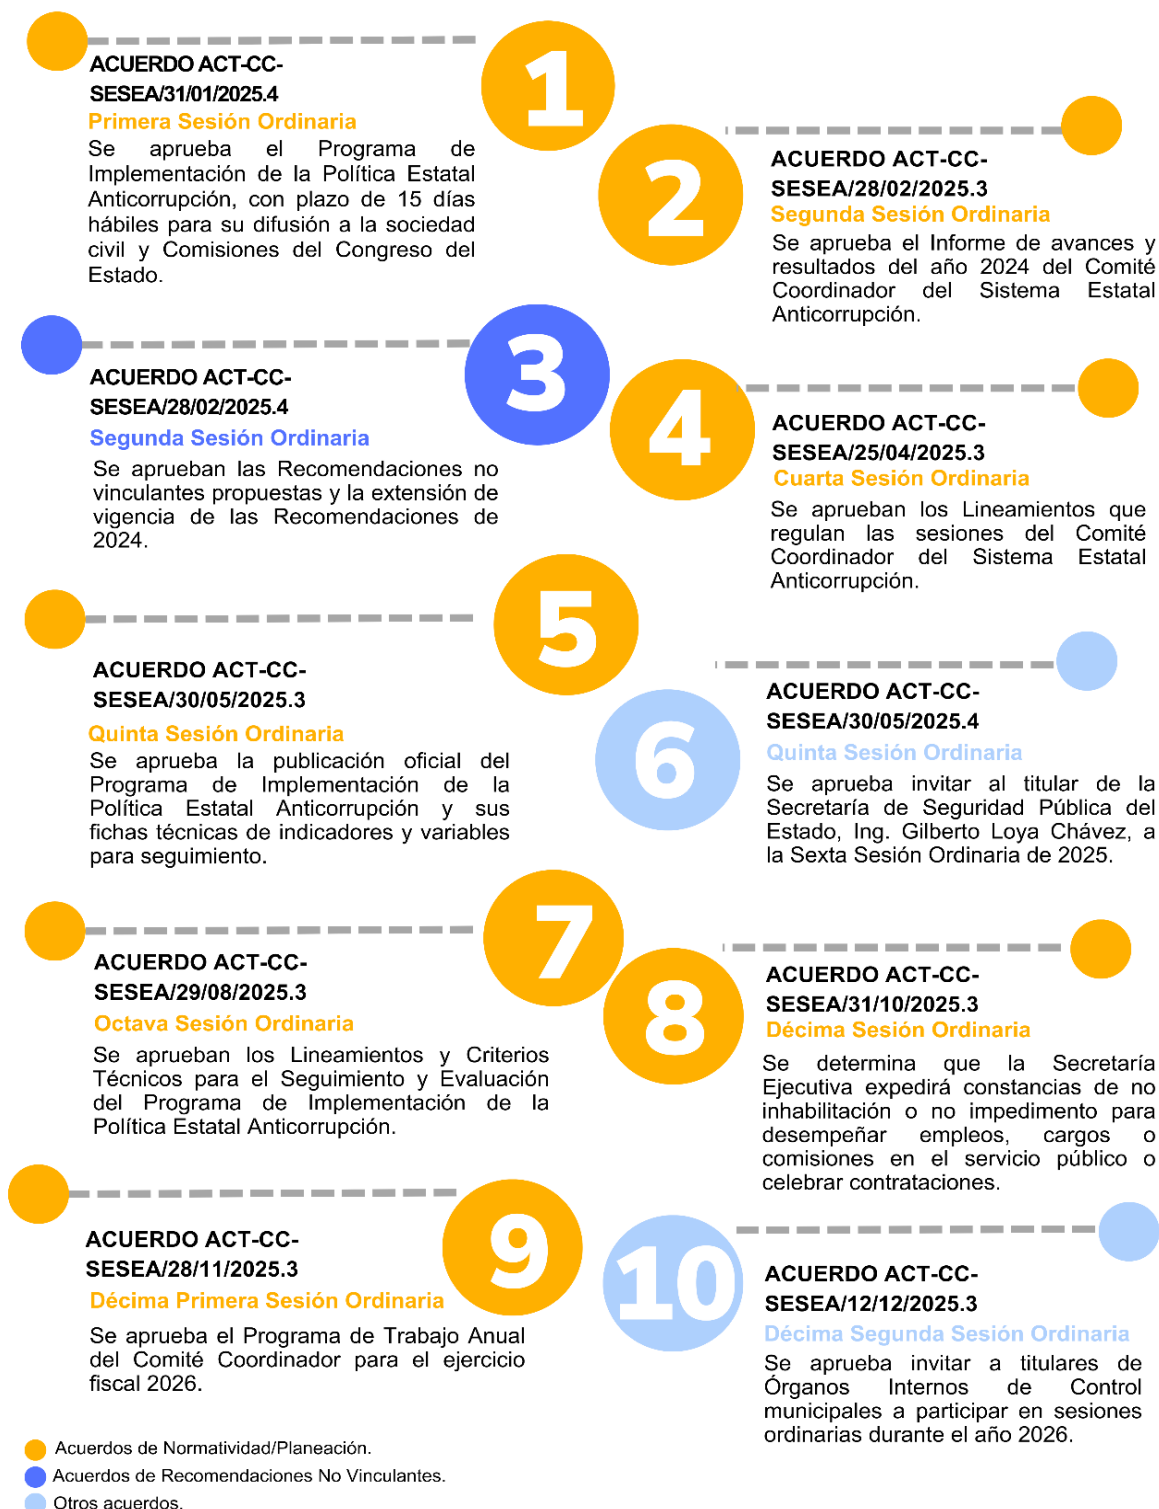 1
ACUERDO ACT-CC-
SESEA/31/01/2025.4
Primera Sesión Ordinaria
Se aprueba el Programa de
Implementación de la Política Estatal
Anticorrupción, con plazo de 15 días
hábiles para su difusión a la sociedad
civil y Comisiones del Congreso del
Estado.
2
ACUERDO ACT-CC-
SESEA/28/02/2025.3
Segunda Sesión Ordinaria
Se aprueba el Informe de avances y
resultados del año 2024 del Comité
Coordinador del Sistema Estatal
Anticorrupción.
3
ACUERDO ACT-CC-
SESEA/28/02/2025.4
Segunda Sesión Ordinaria
Se aprueban las Recomendaciones no
vinculantes propuestas y la extensión de
vigencia de las Recomendaciones de
2024.
4
ACUERDO ACT-CC-
SESEA/25/04/2025.3
Cuarta Sesión Ordinaria
Se aprueban los Lineamientos que
regulan las sesiones del Comité
Coordinador del Sistema Estatal
Anticorrupción.
5
ACUERDO ACT-CC-
SESEA/30/05/2025.3
Quinta Sesión Ordinaria
Se aprueba la publicación oficial del
Programa de Implementación de la
Política Estatal Anticorrupción y sus
fichas técnicas de indicadores y variables
para seguimiento.
6
ACUERDO ACT-CC-
SESEA/30/05/2025.4
Quinta Sesión Ordinaria
Se aprueba invitar al titular de la
Secretaría de Seguridad Pública del
Estado, Ing. Gilberto Loya Chávez, a
la Sexta Sesión Ordinaria de 2025.
7
ACUERDO ACT-CC-
SESEA/29/08/2025.3
Octava Sesión Ordinaria
Se aprueban los Lineamientos y Criterios
Técnicos para el Seguimiento y Evaluación
del Programa de Implementación de la
Política Estatal Anticorrupción.
8
ACUERDO ACT-CC-
SESEA/31/10/2025.3
Décima Sesión Ordinaria
Se determina que la Secretaría
Ejecutiva expedirá constancias de no
inhabilitación o no impedimento para
desempeñar empleos, cargos o
comisiones en el servicio público o
celebrar contrataciones.
9
ACUERDO ACT-CC-
SESEA/28/11/2025.3
Décima Primera Sesión Ordinaria
Se aprueba el Programa de Trabajo Anual
del Comité Coordinador para el ejercicio
fiscal 2026.
10
ACUERDO ACT-CC-
SESEA/12/12/2025.3
Décima Segunda Sesión Ordinaria
Se aprueba invitar a titulares de
Órganos Internos de Control
municipales a participar en sesiones
ordinarias durante el año 2026.
Acuerdos de Normatividad/Planeación.
Acuerdos de Recomendaciones No Vinculantes.
Otros acuerdos.